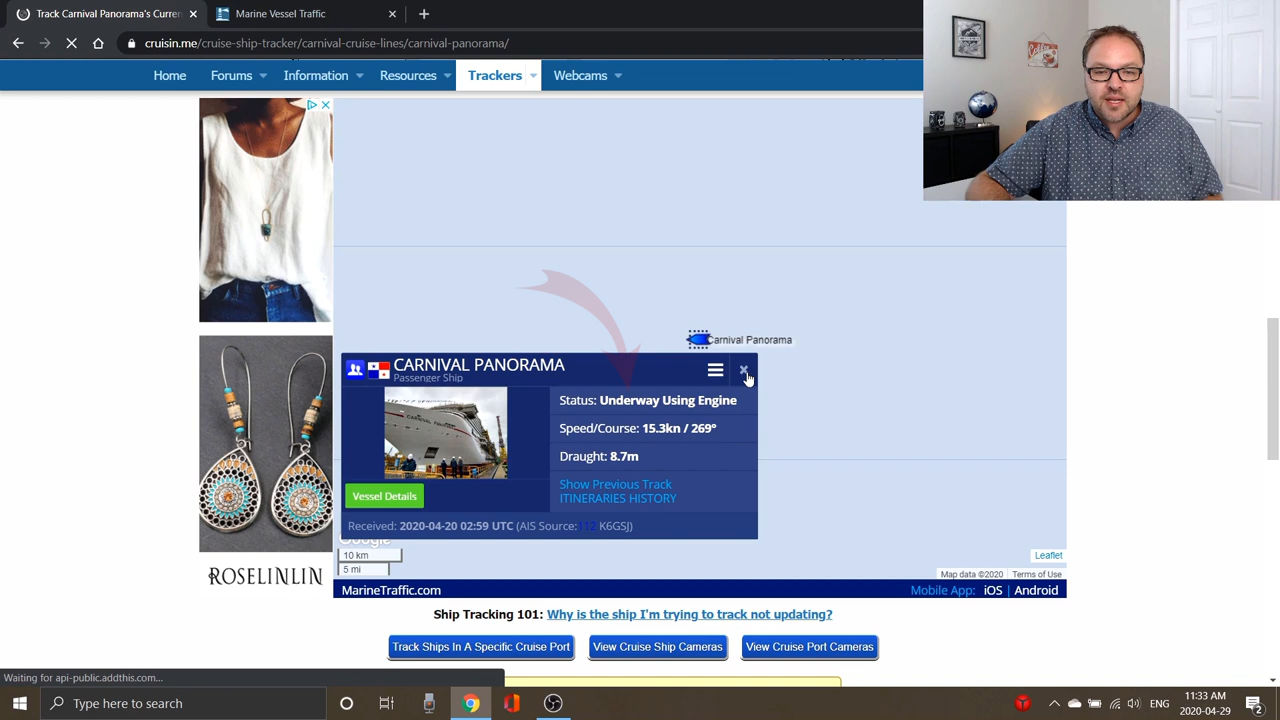 Track Carnival Panorama's Curren
Marine Vessel Traffic
cruisin.me/cruise-ship-tracker/carnival-cruise-lines/carnival-panorama/
Home Forums Information Resources Trackers Webcams
Carnival Panorama
CARNIVAL PANORAMA
Passenger Ship
Status: Underway Using Engine
Speed/Course: 15.3kn / 269°
Draught: 8.7m
Show Previous Track
ITINERARIES HISTORY
Vessel Details
Received: 2020-04-20 02:59 UTC (AIS Source: 112 K6GSJ)
Google
10 km
5 mi
Leaflet
Map data ©2020 Terms of Use
MarineTraffic.com
Mobile App: iOS | Android
ROSELINLIN
Ship Tracking 101: Why is the ship I'm trying to track not updating?
Track Ships In A Specific Cruise Port View Cruise Ship Cameras View Cruise Port Cameras
Waiting for api-public.addthis.com...
Type here to search
ENG
11:33 AM
2020-04-29
2